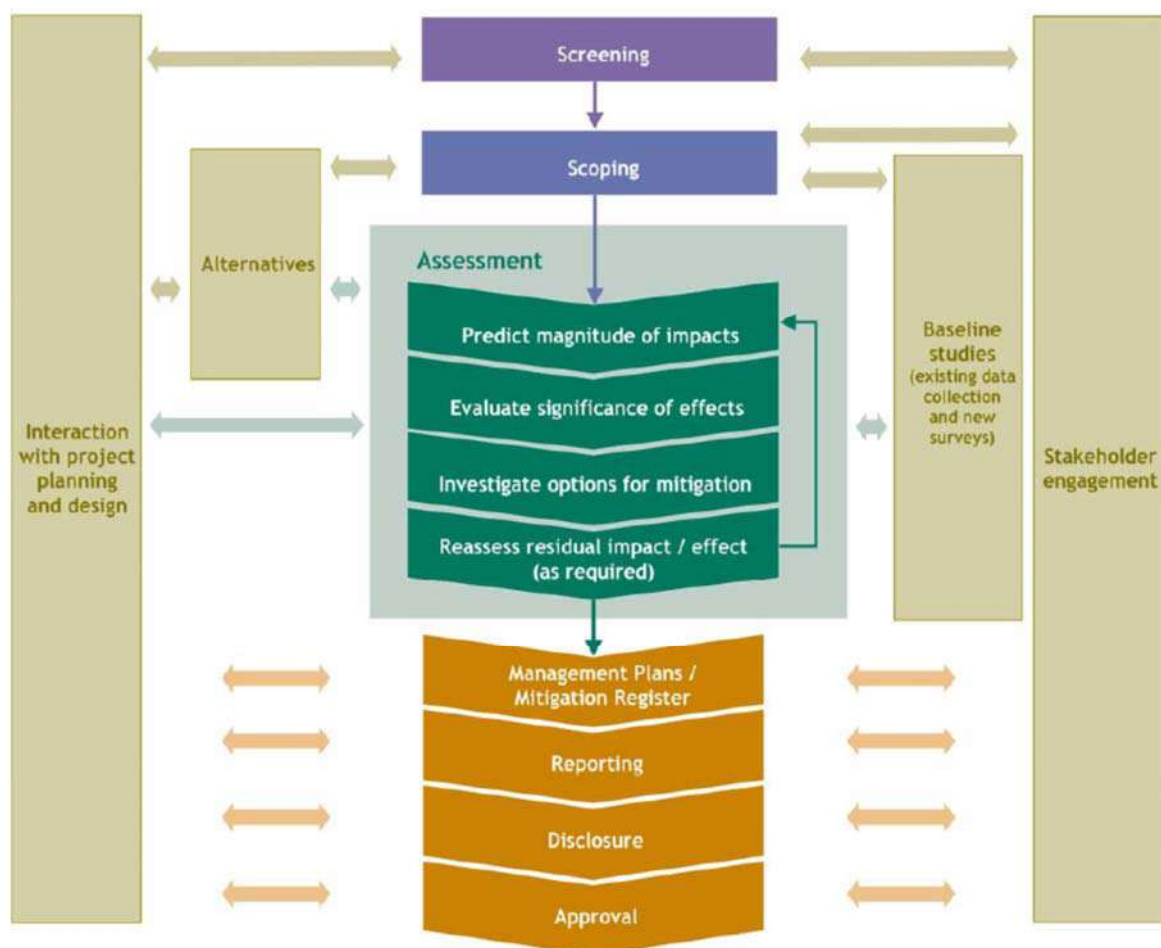 Screening
Scoping
Alternatives
Assessment
Predict magnitude of impacts
Evaluate significance of effects
Investigate options for mitigation
Reassess residual impact / effect
(as required)
Baseline
studies
(existing data
collection
and new
surveys)
Interaction
with project
planning
and design
Stakeholder
engagement
Management Plans /
Mitigation Register
Reporting
Disclosure
Approval